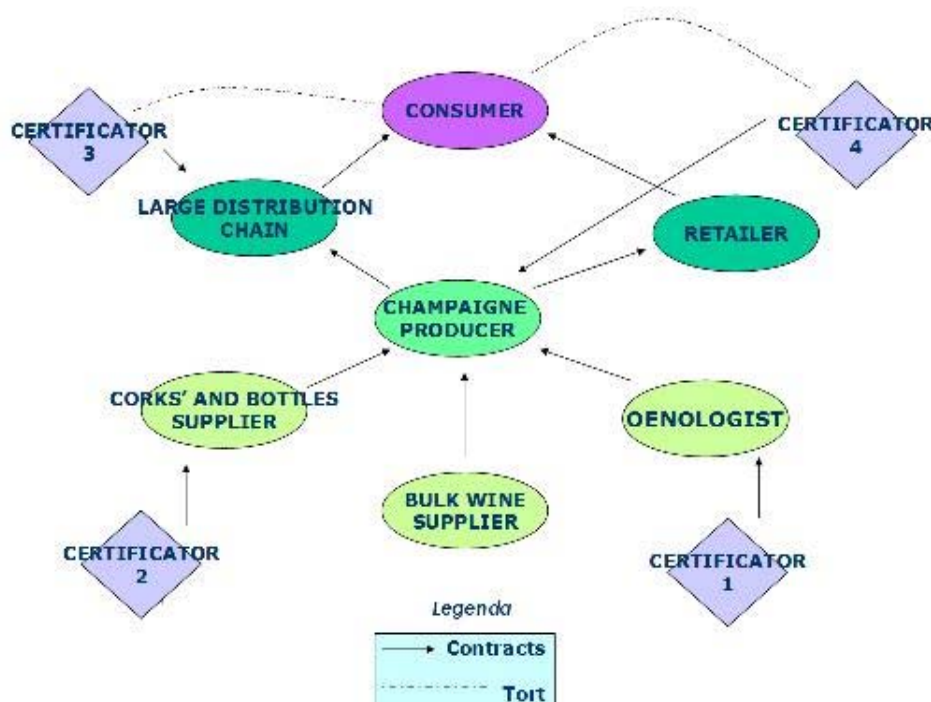 CONSUMER
CERTIFICATOR
3
CERTIFICATOR
4
LARGE DISTRIBUTION
CHAIN
RETAILER
CHAMPAIGNE
PRODUCER
CORKS' AND BOTTLES
SUPPLIER
OENOLOGIST
BULK WINE
SUPPLIER
CERTIFICATOR
2
CERTIFICATOR
1
Legenda
Contracts
Tort